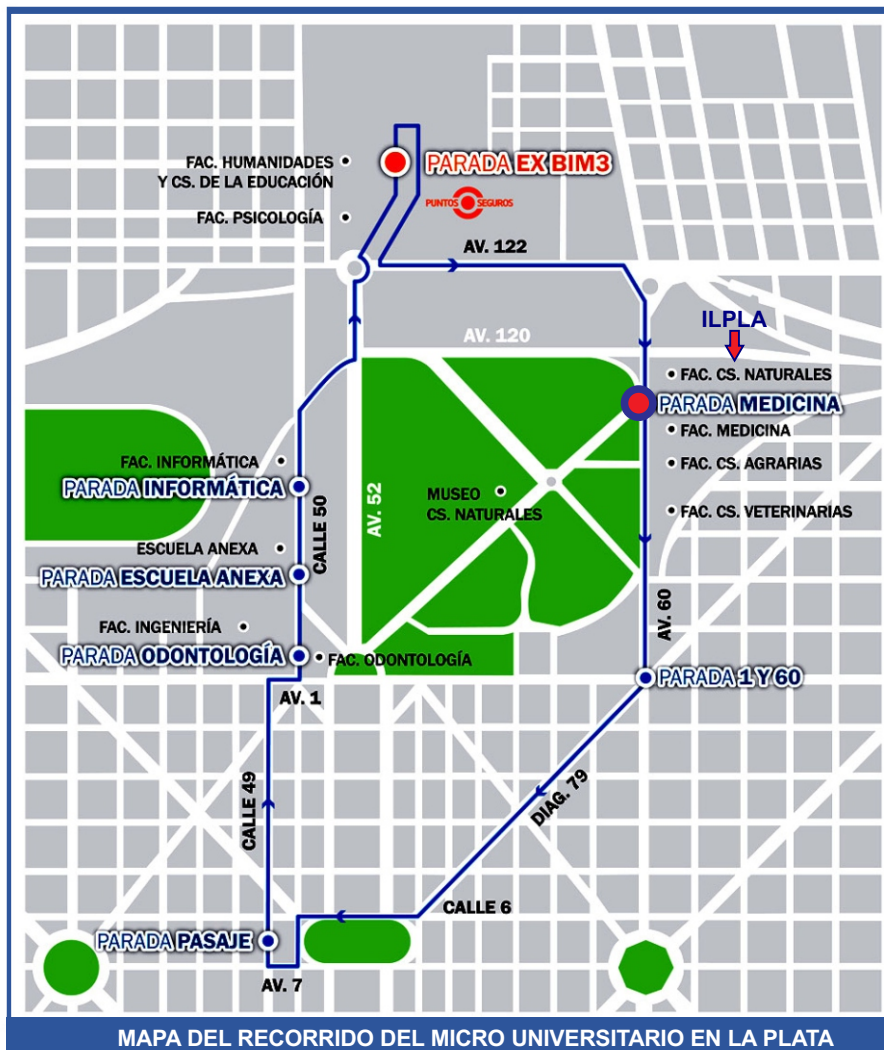 FAC. HUMANIDADES
Y CS. DE LA EDUCACIÓN
PARADA EX BIM3
PUNTOS SEGUROS
FAC. PSICOLOGÍA
AV. 122
ILPLA
AV. 120
FAC. CS. NATURALES
PARADA MEDICINA
FAC. MEDICINA
FAC. INFORMÁTICA
FAC. CS. AGRARIAS
PARADA INFORMÁTICA
CALLE 50
AV. 52
MUSEO
CS. NATURALES
FAC. CS. VETERINARIAS
ESCUELA ANEXA
PARADA ESCUELA ANEXA
AV. 60
FAC. INGENIERÍA
PARADA ODONTOLOGÍA
FAC. ODONTOLOGÍA
PARADA 1 Y 60
AV. 1
CALLE 49
DIAG. 79
CALLE 6
PARADA PASAJE
AV. 7
MAPA DEL RECORRIDO DEL MICRO UNIVERSITARIO EN LA PLATA